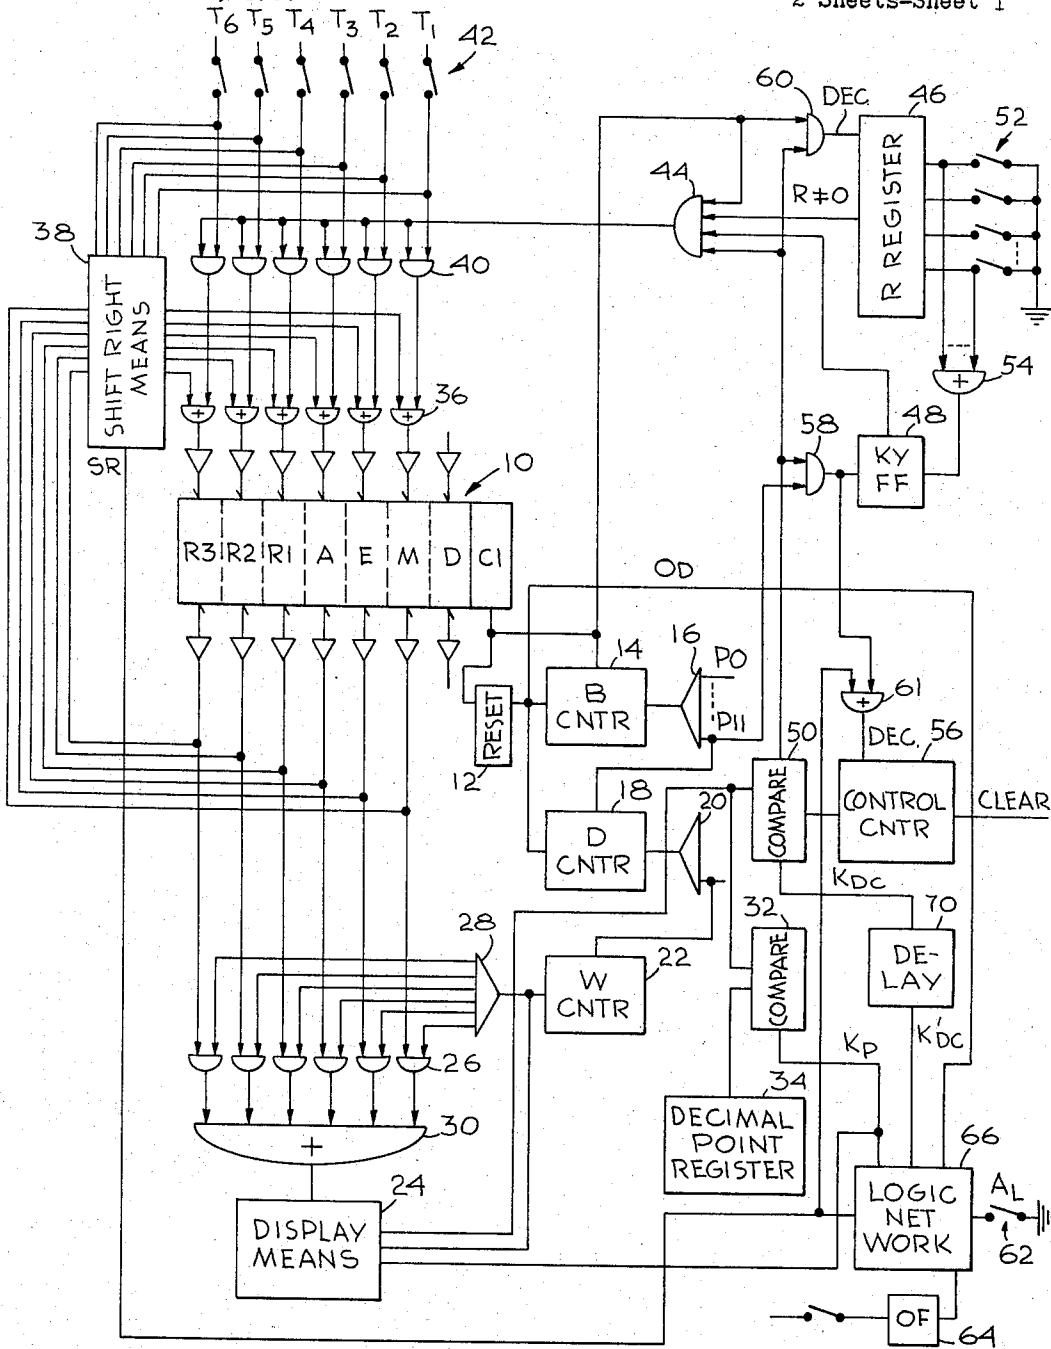 2 Sheets-Sheet 1
T6 T5 T4 T3 T2 T1
42
60
DEC.
46
52
44
R≠0
R REGISTER
38
SHIFT RIGHT MEANS
40
54
36
58
48
KY FF
SR
10
R3 R2 R1 A E M D C1
OD
14
B CNTR
16
PO
P11
RESET
12
61
DEC.
50
COMPARE
56
CONTROL CNTR
CLEAR
18
D CNTR
20
KDC
32
COMPARE
70
DE-
LAY
28
W CNTR
22
K'DC
KP
26
34
DECIMAL POINT REGISTER
30
+
24
DISPLAY MEANS
66
LOGIC NET WORK
AL
62
OF
64